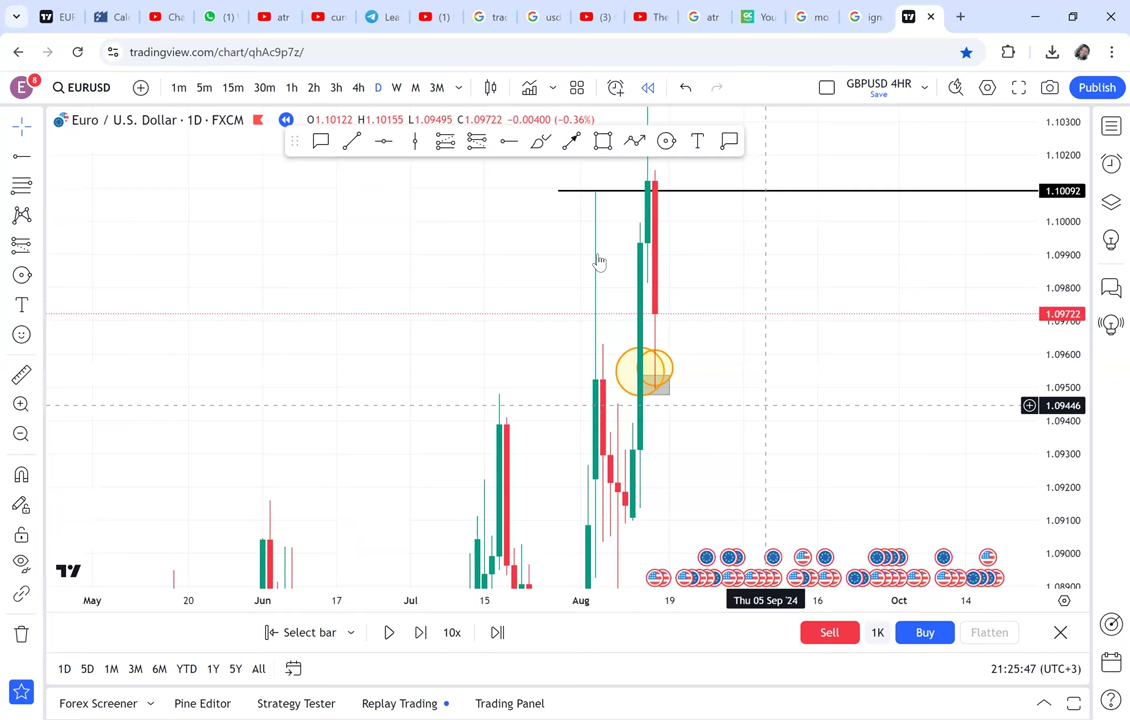 EUF
Cale
Cha
(1)
atr
curr
Lea
(1)
trac
usd
(3)
The
atr
You
mo
ign
tradingview.com/chart/qhAc9p7z/
E 8 EURUSD 1m 5m 15m 30m 1h 2h 3h 4h D W M 3M GBPUSD 4HR Save Publish
Euro / U.S. Dollar · 1D · FXCM O1.10122 H1.10155 L1.09495 C1.09722 -0.00400 (-0.36%)
1.10300
1.10200
1.10092
1.10000
1.09900
1.09800
1.09722
1.09700
1.09600
1.09500
1.09446
1.09400
1.09300
1.09200
1.09100
1.09000
1.08900
May 20 Jun 17 Jul 15 Aug 19 Thu 05 Sep '24 16 Oct 14
Select bar 10x Sell 1K Buy Flatten
1D 5D 1M 3M 6M YTD 1Y 5Y All 21:25:47 (UTC+3)
Forex Screener Pine Editor Strategy Tester Replay Trading Trading Panel